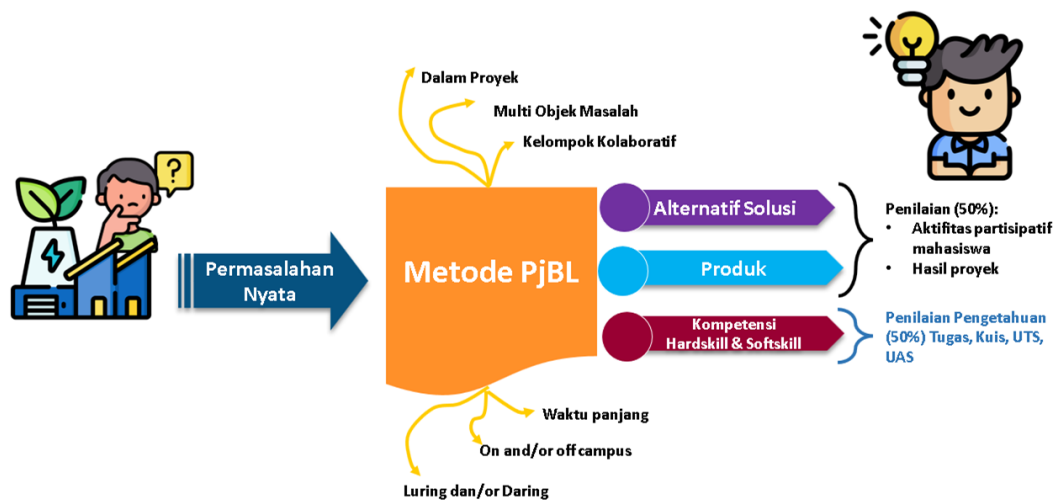 Dalam Proyek
Multi Objek Masalah
Kelompok Kolaboratif
?
Permasalahan
Nyata
Metode PjBL
Alternatif Solusi
Produk
Kompetensi
Hardskill & Softskill
Penilaian (50%):
• Aktifitas partisipatif
mahasiswa
• Hasil proyek
Penilaian Pengetahuan
(50%) Tugas, Kuis, UTS,
UAS
Waktu panjang
On and/or off campus
Luring dan/or Daring